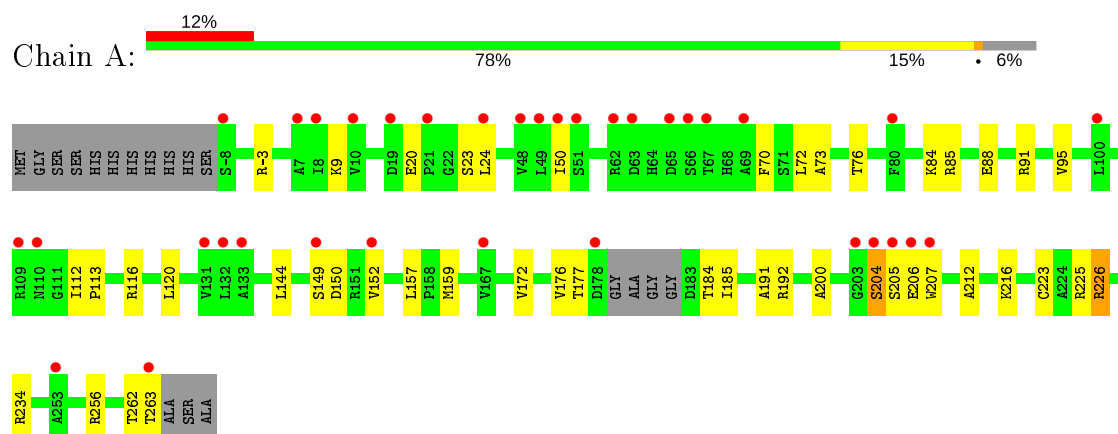 12%
Chain A:
78% 15% • 6%
MET GLY SER SER HIS HIS HIS HIS HIS HIS SER S-8 R-3 A7 I8 K9 V10 D19 E20 P21 G22 S23 L24 V48 L49 I50 S51 R62 D63 H64 D65 S66 T67 H68 A69 F70 S71 L72 A73 T76 F80 K84 R85 E88 R91 V95 L100
R109 N110 G111 I112 P113 R116 L120 V131 L132 A133 L144 S149 D150 R151 V152 L157 P158 M159 V167 V172 V176 T177 D178 GLY ALA GLY GLY D183 T184 I185 A191 R192 A200 G203 S204 S205 E206 W207 A212 K216 C223 A224 R225 R226
R234 A253 R256 T262 T263 ALA SER ALA